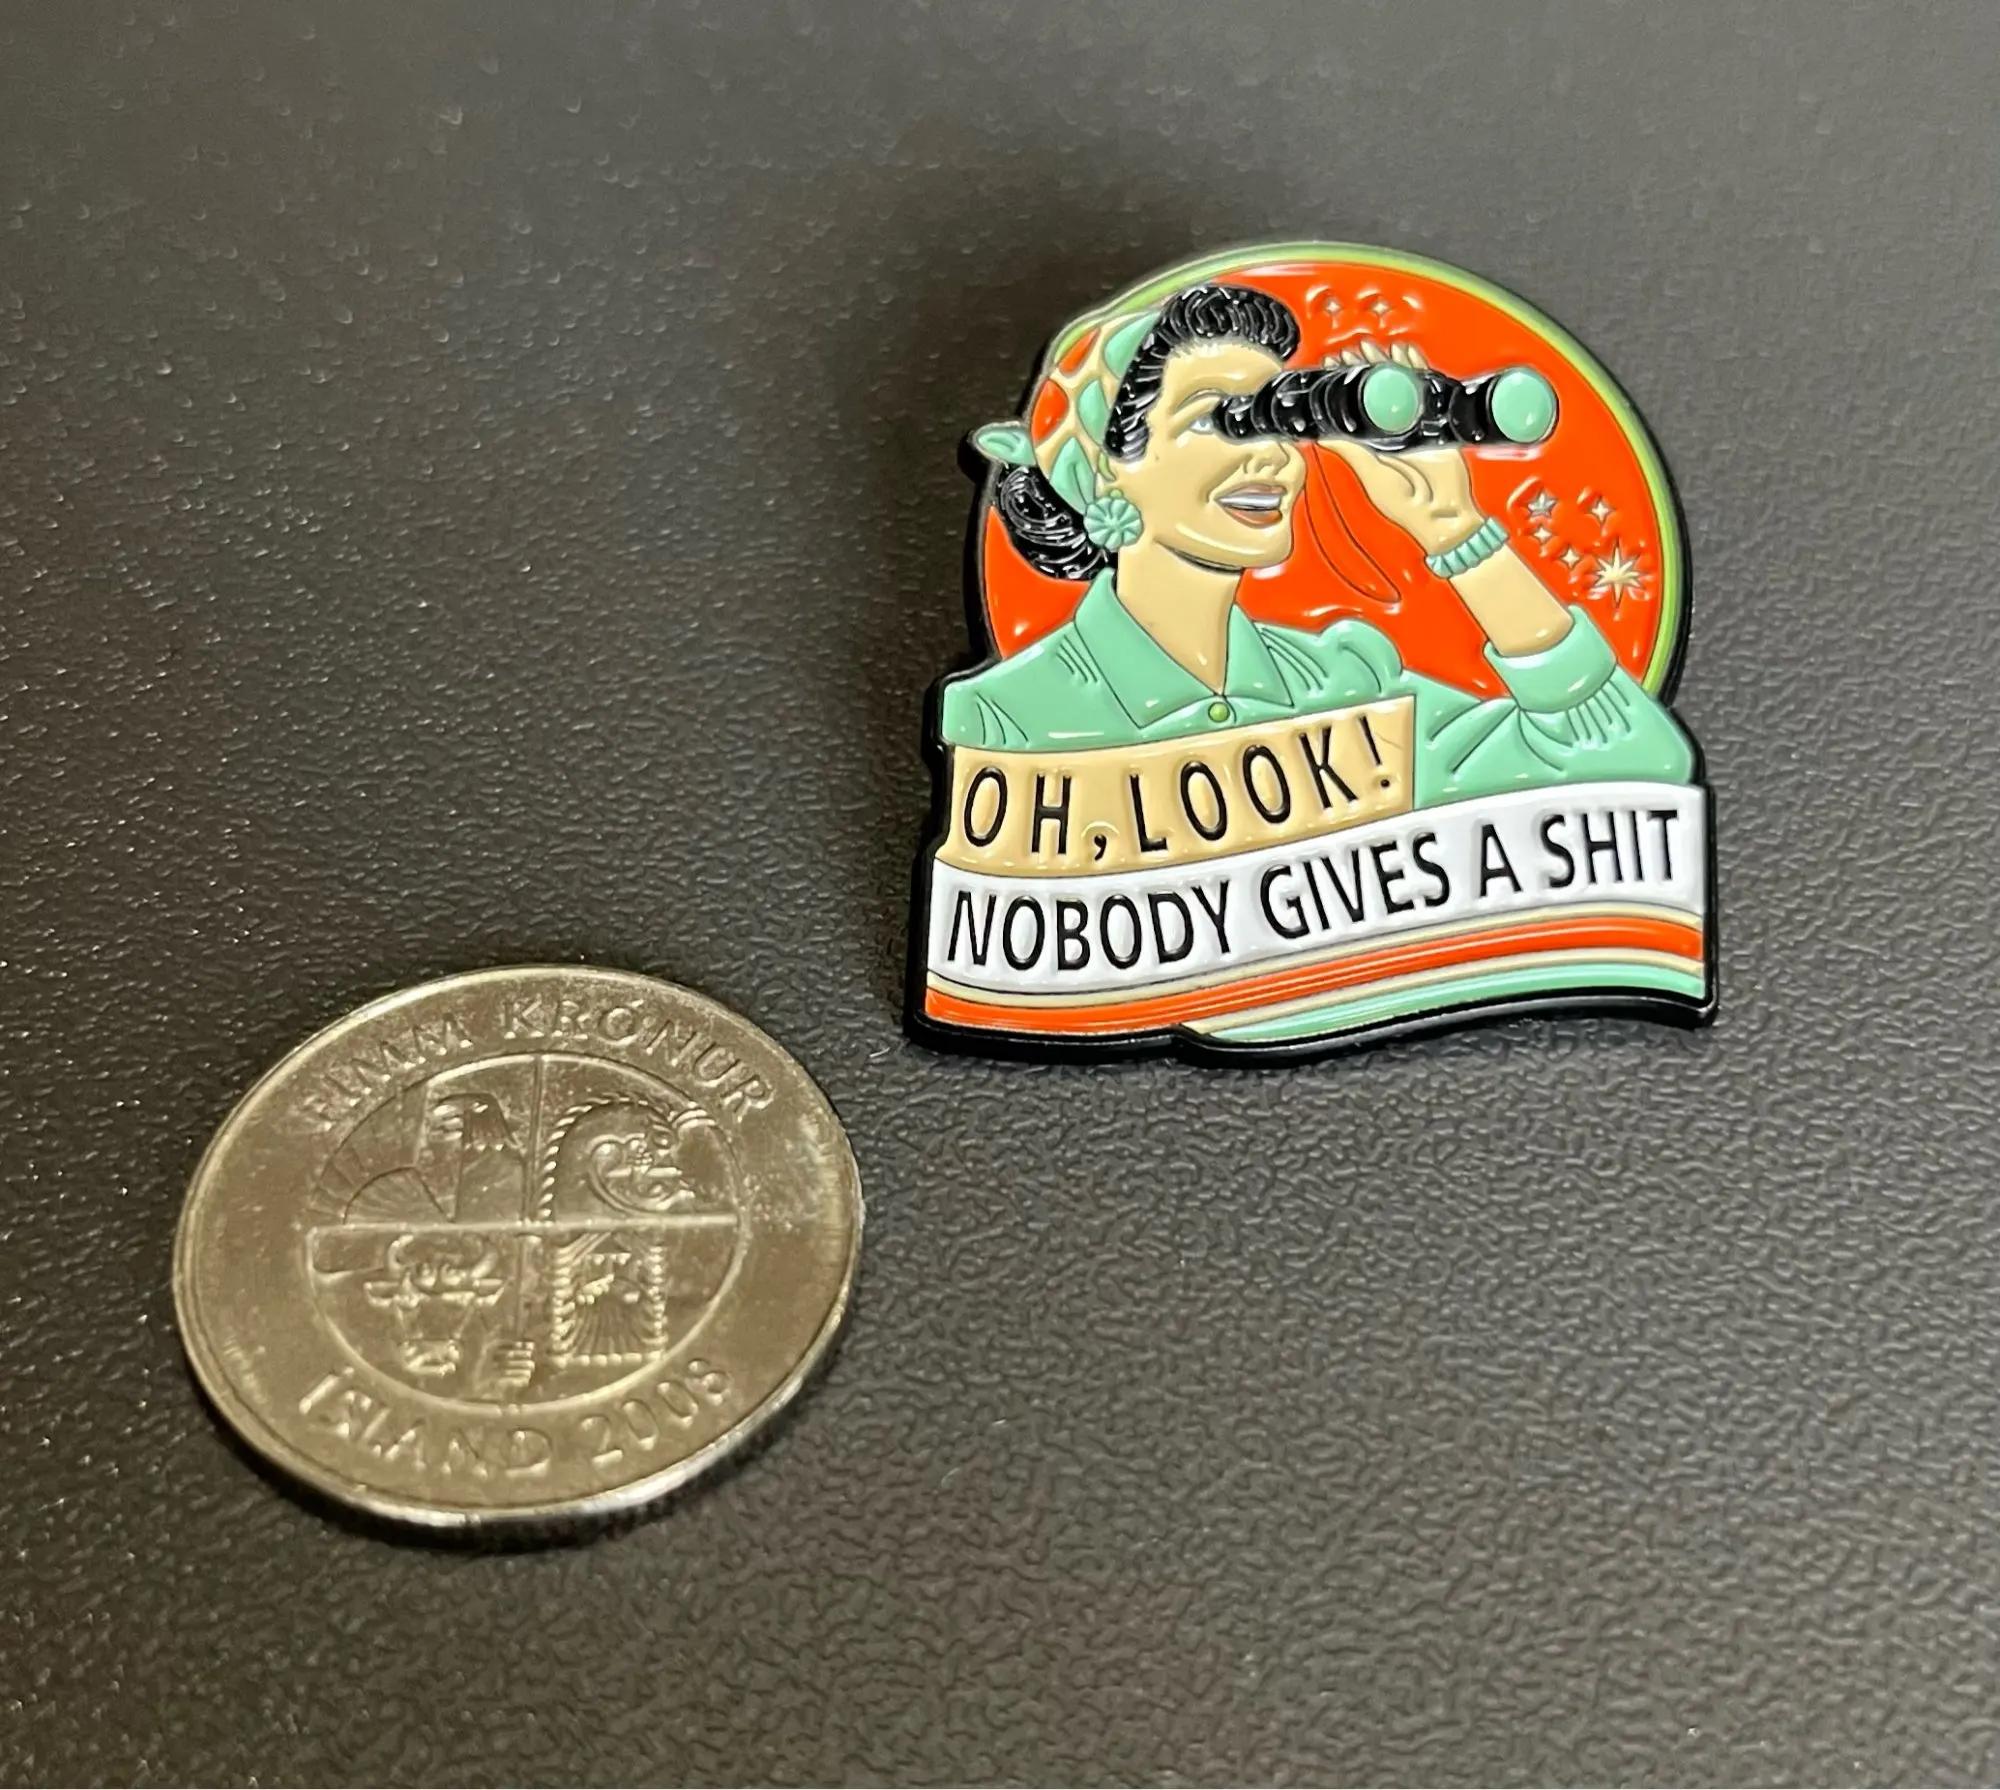 OH, LOOK!
NOBODY GIVES A SHIT
FIMM KRÓNUR
ÍSLAND 2008